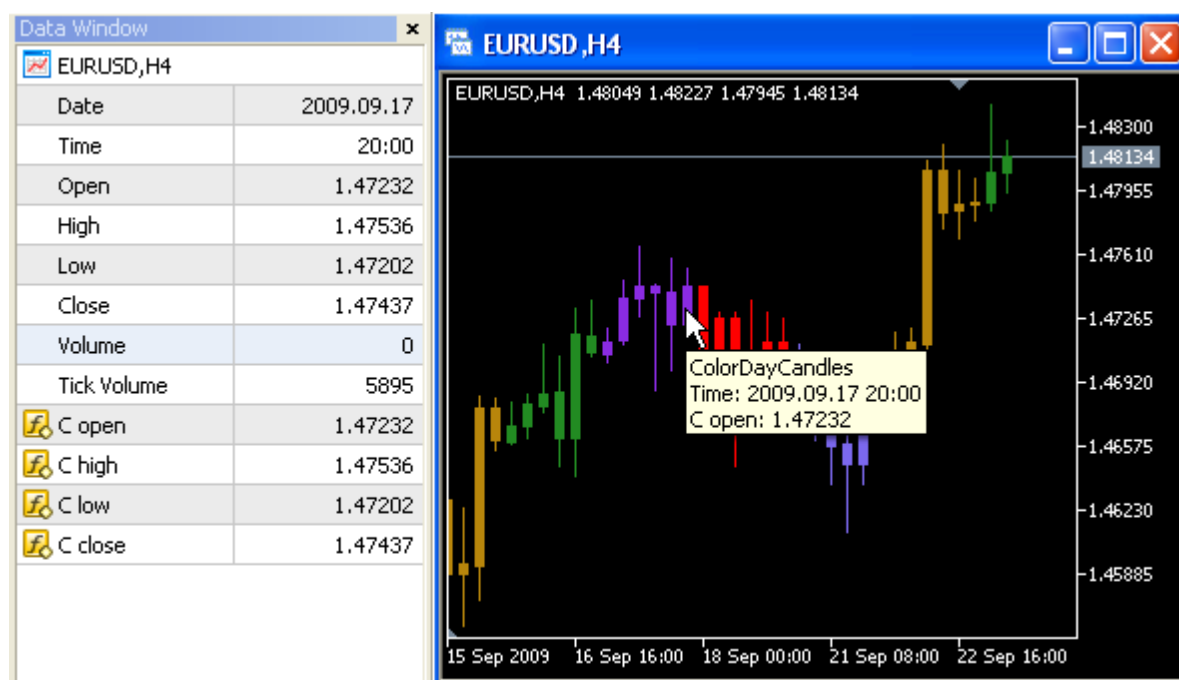 Data Window
EURUSD,H4
Date 2009.09.17
Time 20:00
Open 1.47232
High 1.47536
Low 1.47202
Close 1.47437
Volume 0
Tick Volume 5895
C open 1.47232
C high 1.47536
C low 1.47202
C close 1.47437
EURUSD,H4
EURUSD,H4 1.48049 1.48227 1.47945 1.48134
1.48300
1.48134
1.47955
1.47610
1.47265
1.46920
1.46575
1.46230
1.45885
ColorDayCandles
Time: 2009.09.17 20:00
C open: 1.47232
15 Sep 2009 16 Sep 16:00 18 Sep 00:00 21 Sep 08:00 22 Sep 16:00